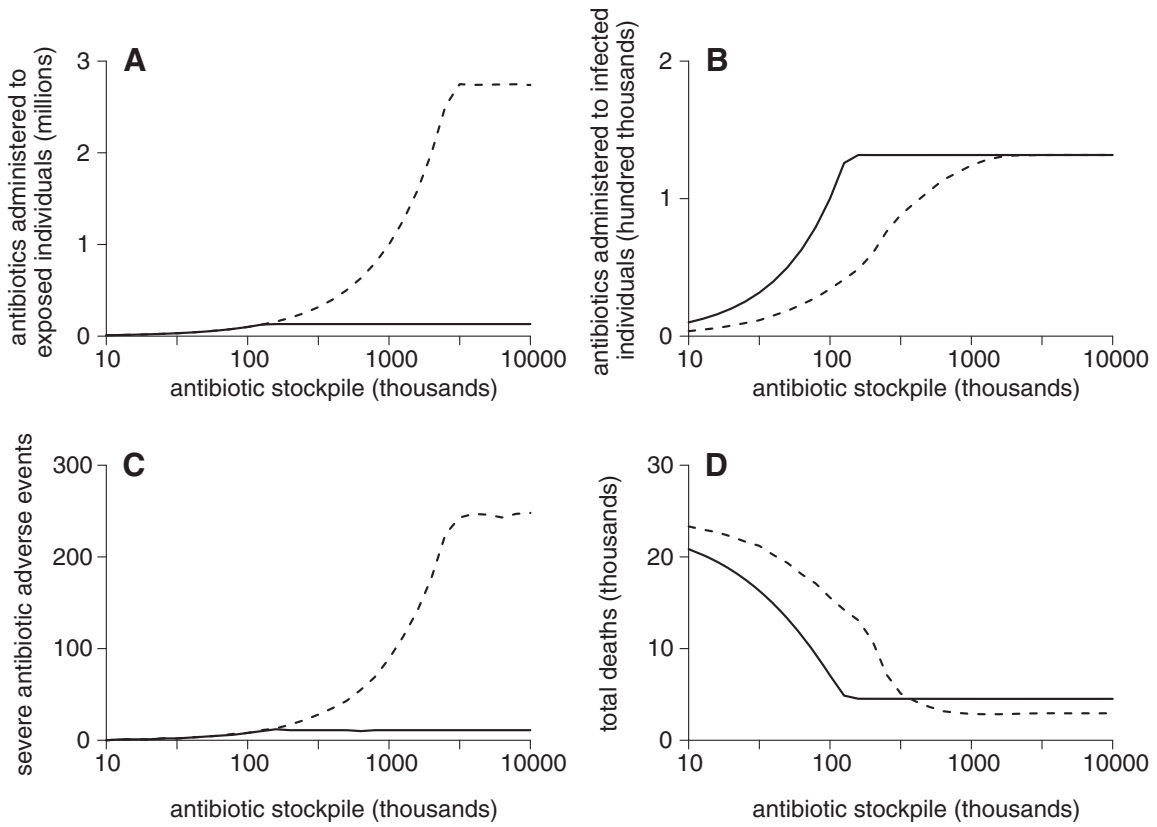 A
antibiotics administered to
exposed individuals (millions)
3
2
1
0
10
100
1000
10000
antibiotic stockpile (thousands)
B
antibiotics administered to infected
individuals (hundred thousands)
2
1
0
10
100
1000
10000
antibiotic stockpile (thousands)
C
severe antibiotic adverse events
300
200
100
0
10
100
1000
10000
antibiotic stockpile (thousands)
D
total deaths (thousands)
30
20
10
0
10
100
1000
10000
antibiotic stockpile (thousands)